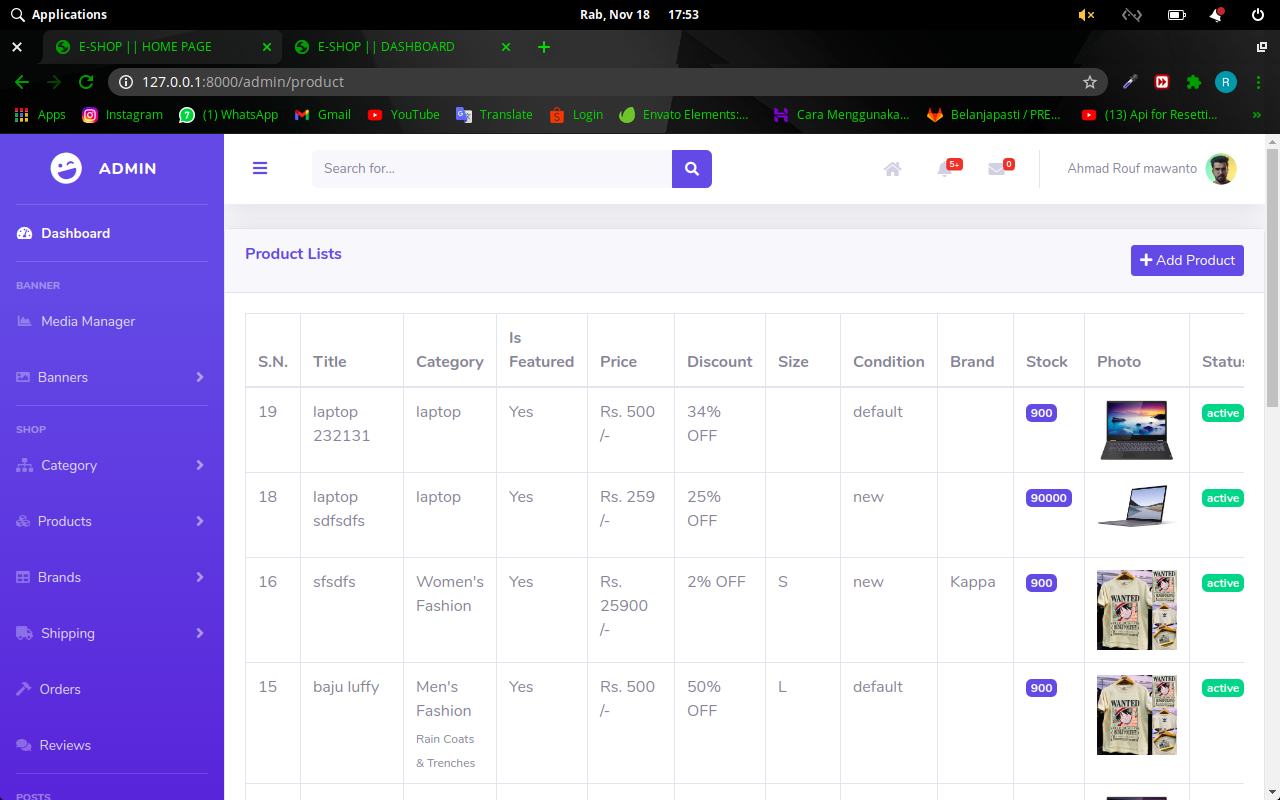 Applications
Rab, Nov 18 17:53
E-SHOP || HOME PAGE
E-SHOP || DASHBOARD
127.0.0.1:8000/admin/product
R
Apps
Instagram
(1) WhatsApp
Gmail
YouTube
Translate
Login
Envato Elements:...
Cara Menggunaka...
Belanjapasti / PRE...
(13) Api for Resetti...
ADMIN
Search for...
5+
0
Ahmad Rouf mawanto
Dashboard
BANNER
Media Manager
Banners
SHOP
Category
Products
Brands
Shipping
Orders
Reviews
POSTS
Product Lists
Add Product
S.N. Title Category Is Featured Price Discount Size Condition Brand Stock Photo Status
19 laptop laptop Yes Rs. 500 34% default 900 active
232131 /- OFF
18 laptop laptop Yes Rs. 259 25% new 90000 active
sdfsdfs /- OFF
16 sfsdfs Women's Yes Rs. 2% OFF S new Kappa 900 active
Fashion 25900
/-
WANTED
15 baju luffy Men's Yes Rs. 500 50% L default 900 active
Fashion /- OFF
Rain Coats
& Trenches
WANTED